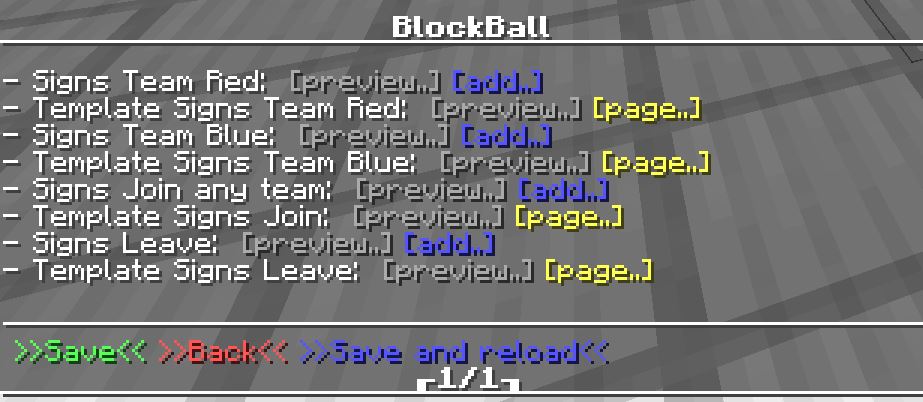 BlockBall
- Signs Team Red: [preview..] [add..]
- Template Signs Team Red: [preview..] [page..]
- Signs Team Blue: [preview..] [add..]
- Template Signs Team Blue: [preview..] [page..]
- Signs Join any team: [preview..] [add..]
- Template Signs Join: [preview..] [page..]
- Signs Leave: [preview..] [add..]
- Template Signs Leave: [preview..] [page..]
>>Save<< >>Back<< >>Save and reload<<
┌1/1┐